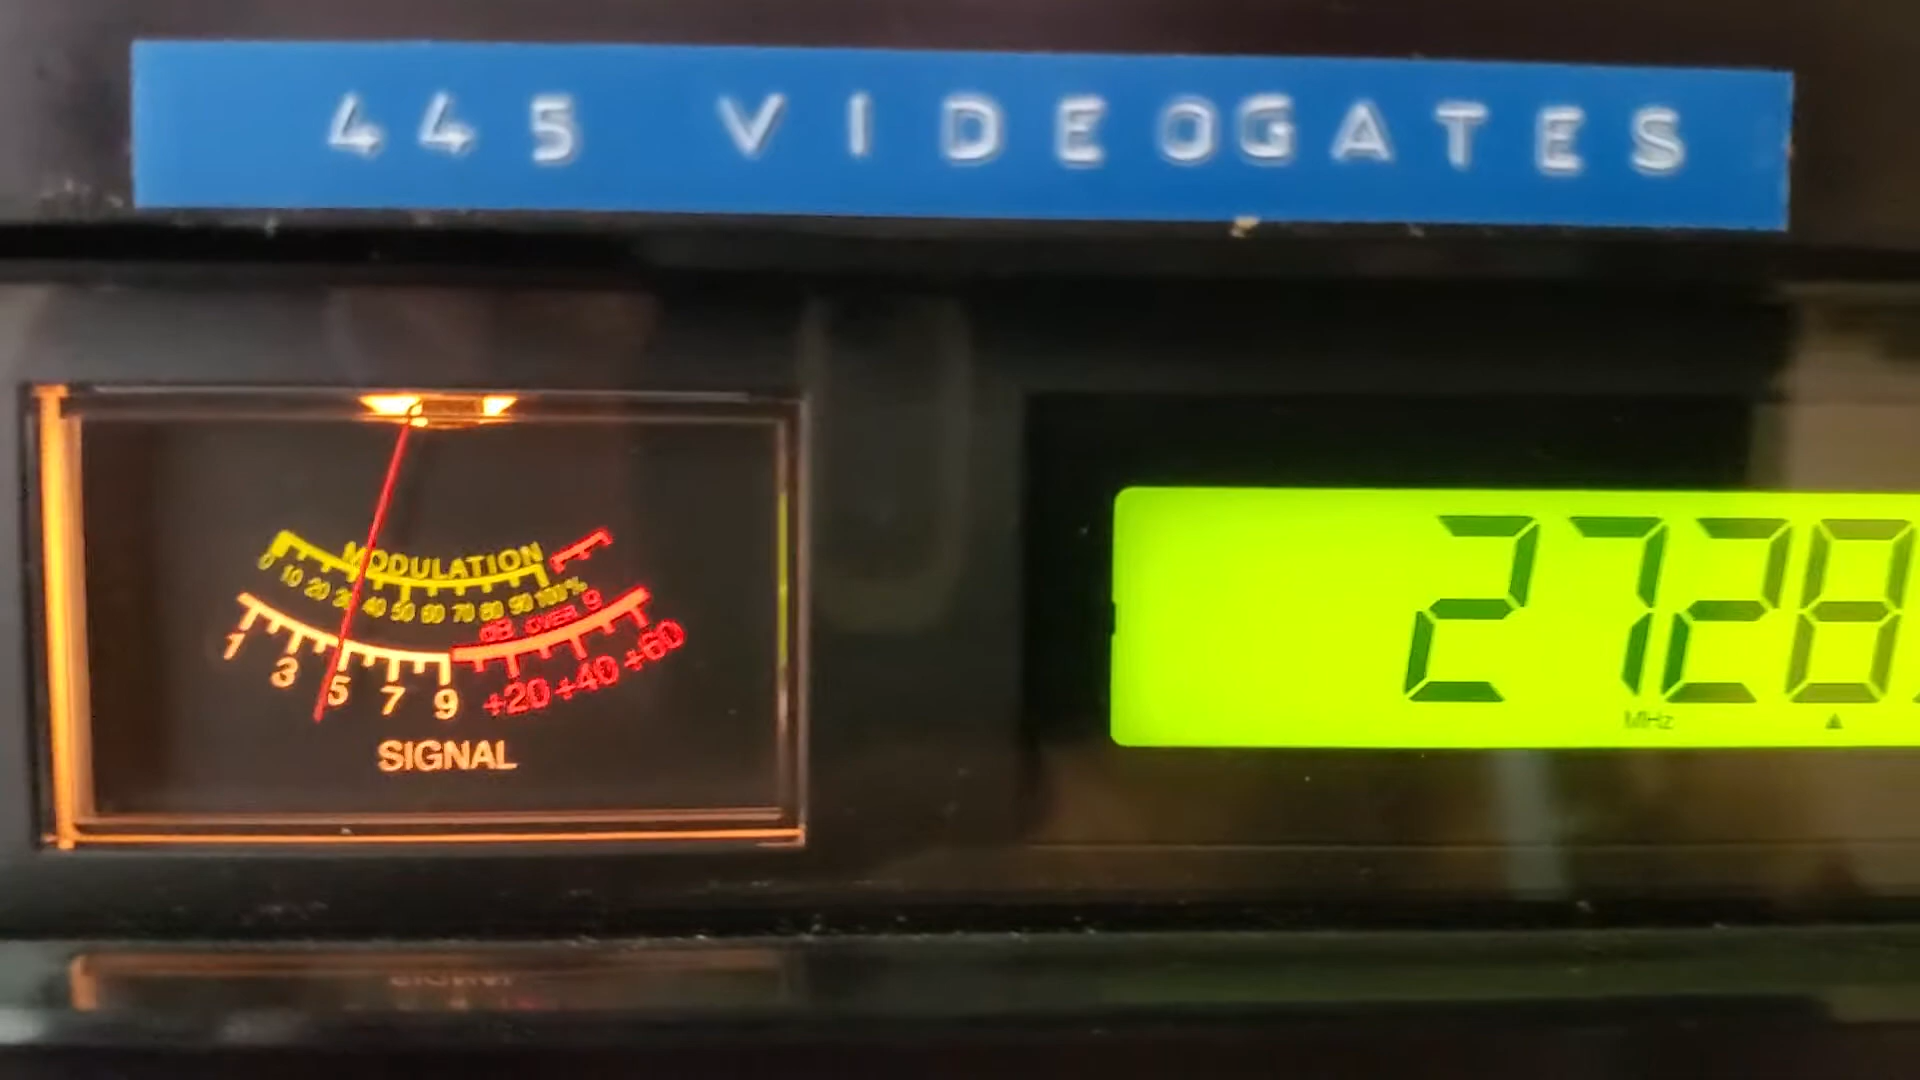 445 VIDEOGATES
MODULATION
0 10 20 30 40 50 60 70 80 90 100%
dB OVER 9
1 3 5 7 9 +20 +40 +60
SIGNAL
2728
MHz